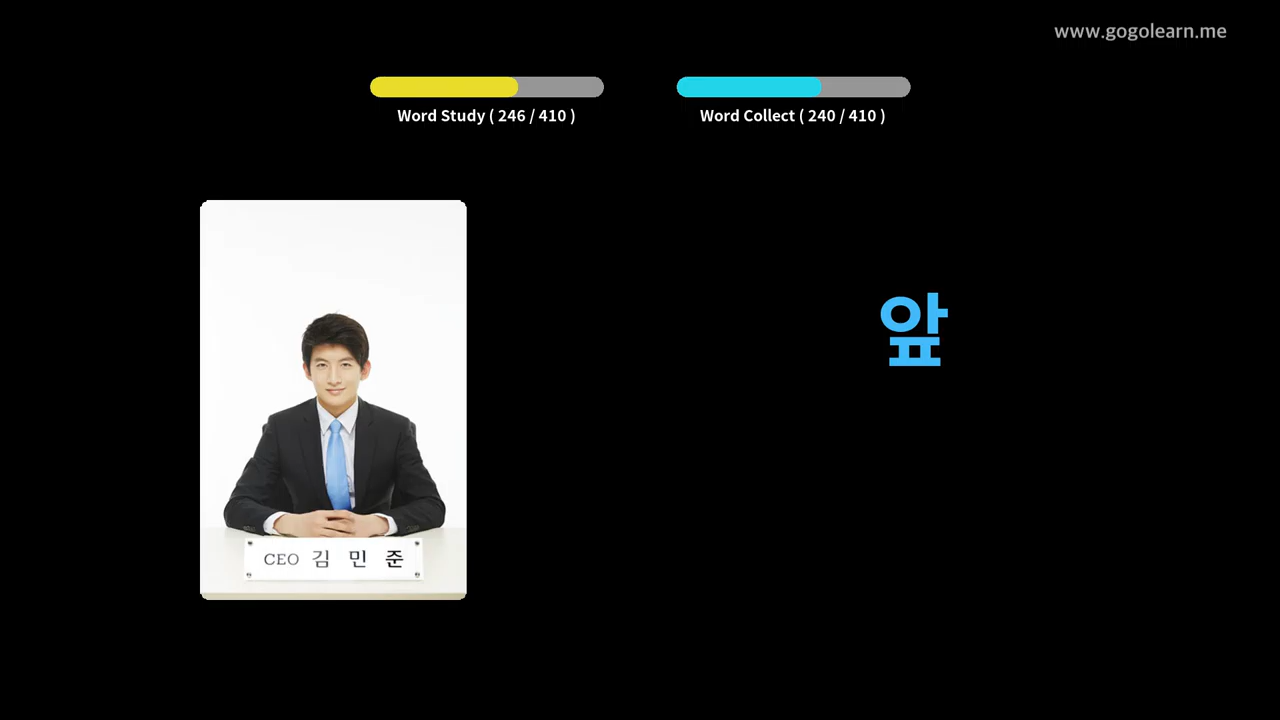 www.gogolearn.me
Word Study ( 246 / 410 )
Word Collect ( 240 / 410 )
앞
CEO 김 민 준